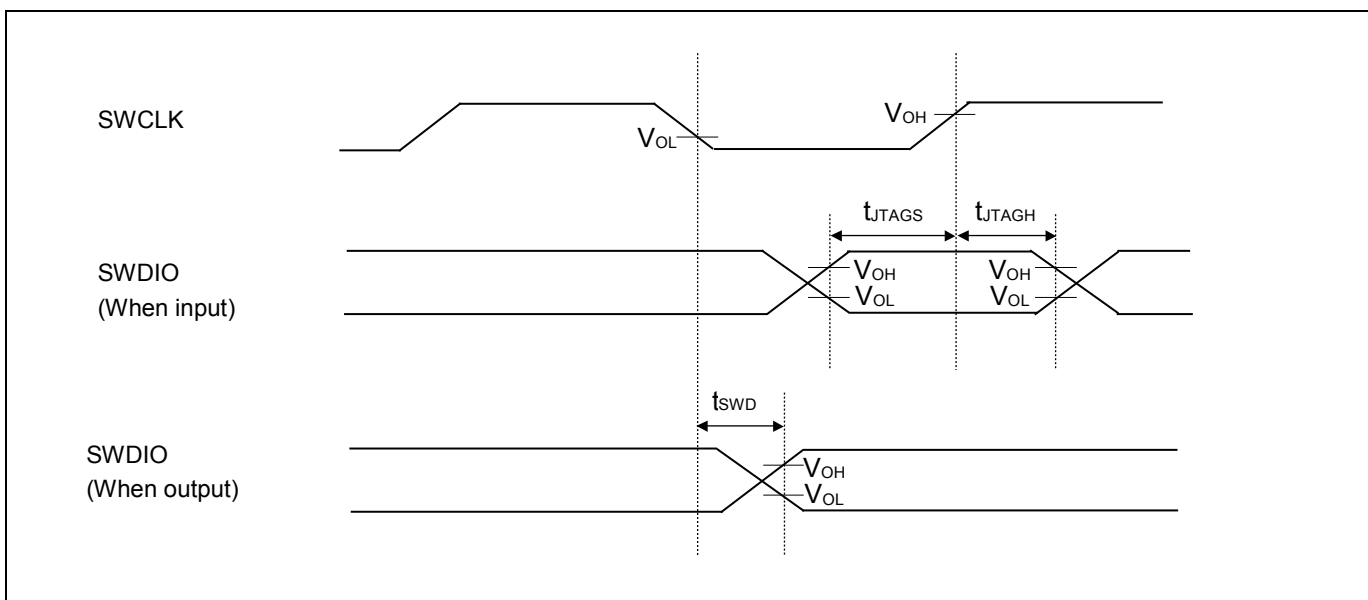 SWCLK
VOL
VOH
tJTAGS
tJTAGH
SWDIO
(When input)
VOH
VOL
VOH
VOL
tSWD
SWDIO
(When output)
VOH
VOL